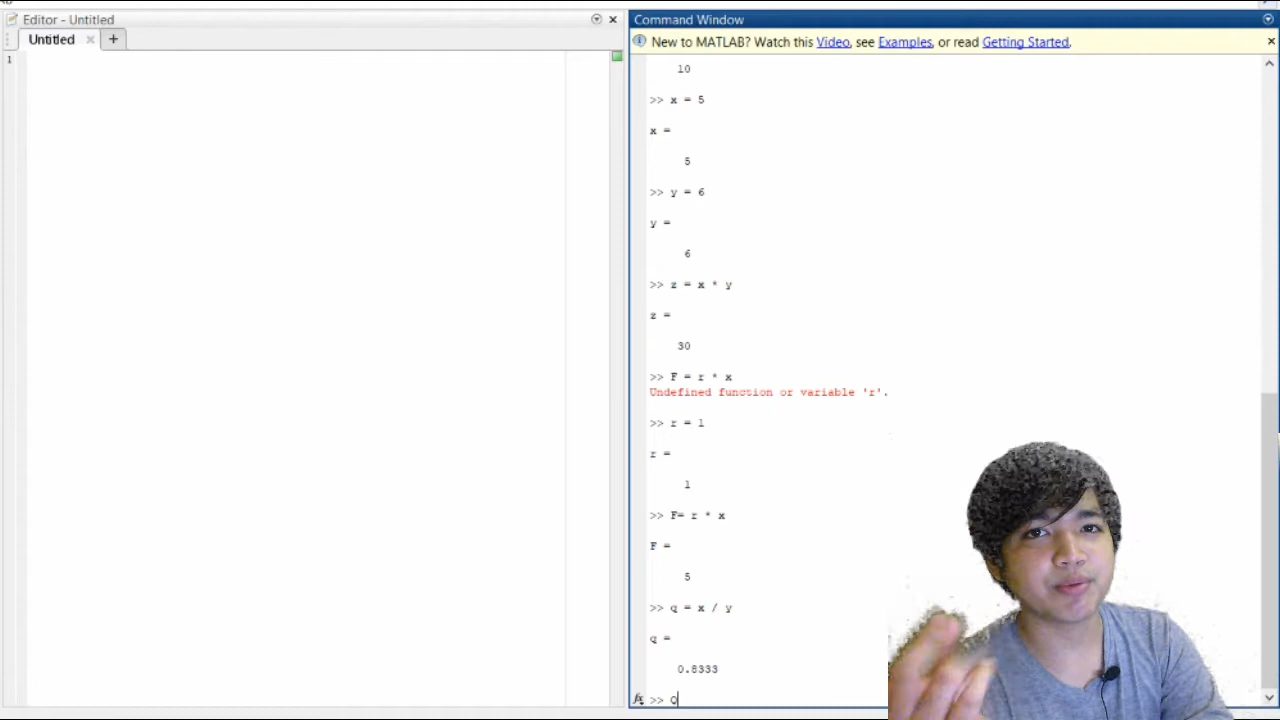 Editor - Untitled
Untitled
+
1
Command Window
New to MATLAB? Watch this Video, see Examples, or read Getting Started.
10
>> x = 5
x =
5
>> y = 6
y =
6
>> z = x * y
z =
30
>> F = r * x
Undefined function or variable 'r'.
>> r = 1
r =
1
>> F= r * x
F =
5
>> q = x / y
q =
0.8333
fx >> Q